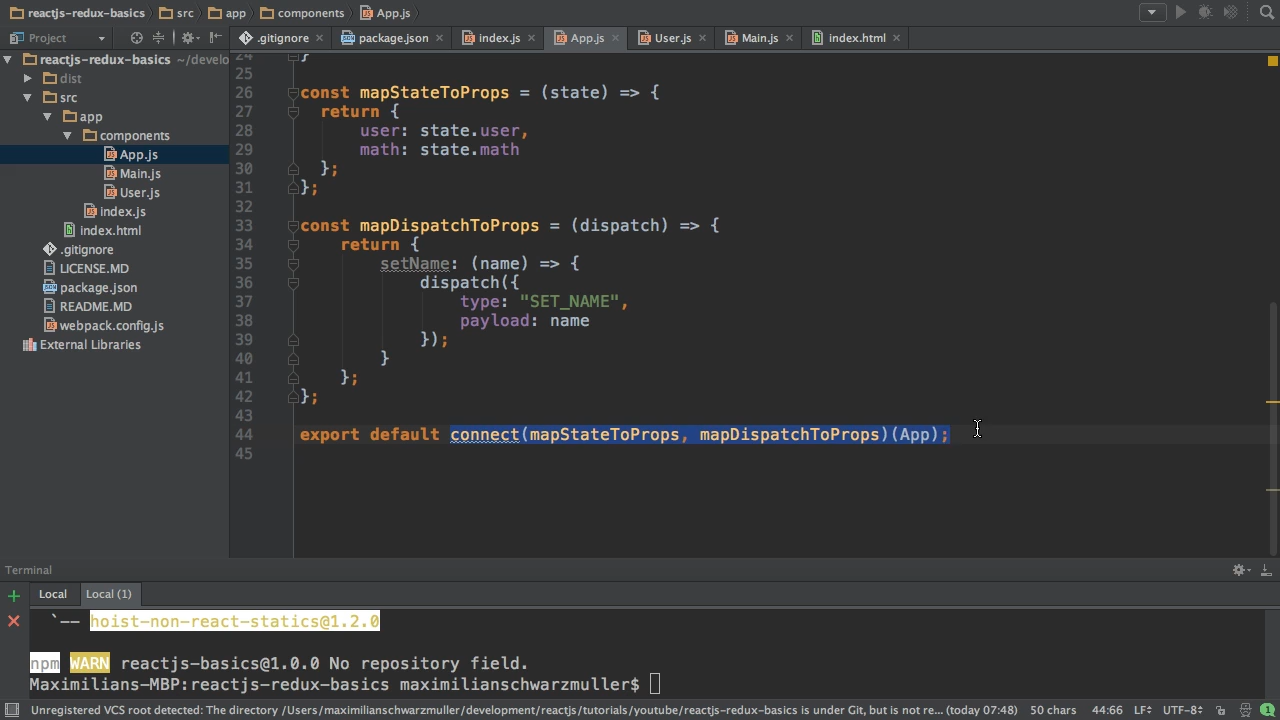 reactjs-redux-basics src app components App.js
Project .gitignore package.json index.js App.js User.js Main.js index.html
reactjs-redux-basics ~/develo
dist
src
app
components
App.js
Main.js
User.js
index.js
index.html
.gitignore
LICENSE.MD
package.json
README.MD
webpack.config.js
External Libraries
24 }
25
26 const mapStateToProps = (state) => {
27 return {
28 user: state.user,
29 math: state.math
30 };
31 };
32
33 const mapDispatchToProps = (dispatch) => {
34 return {
35 setName: (name) => {
36 dispatch({
37 type: "SET_NAME",
38 payload: name
39 });
40 }
41 };
42 };
43
44 export default connect(mapStateToProps, mapDispatchToProps)(App);
45
Terminal
Local Local (1)
`-- hoist-non-react-statics@1.2.0
npm WARN reactjs-basics@1.0.0 No repository field.
Maximilians-MBP:reactjs-redux-basics maximilianschwarzmuller$
Unregistered VCS root detected: The directory /Users/maximilianschwarzmuller/development/reactjs/tutorials/youtube/reactjs-redux-basics is under Git, but is not re... (today 07:48) 50 chars 44:66 LF UTF-8 1